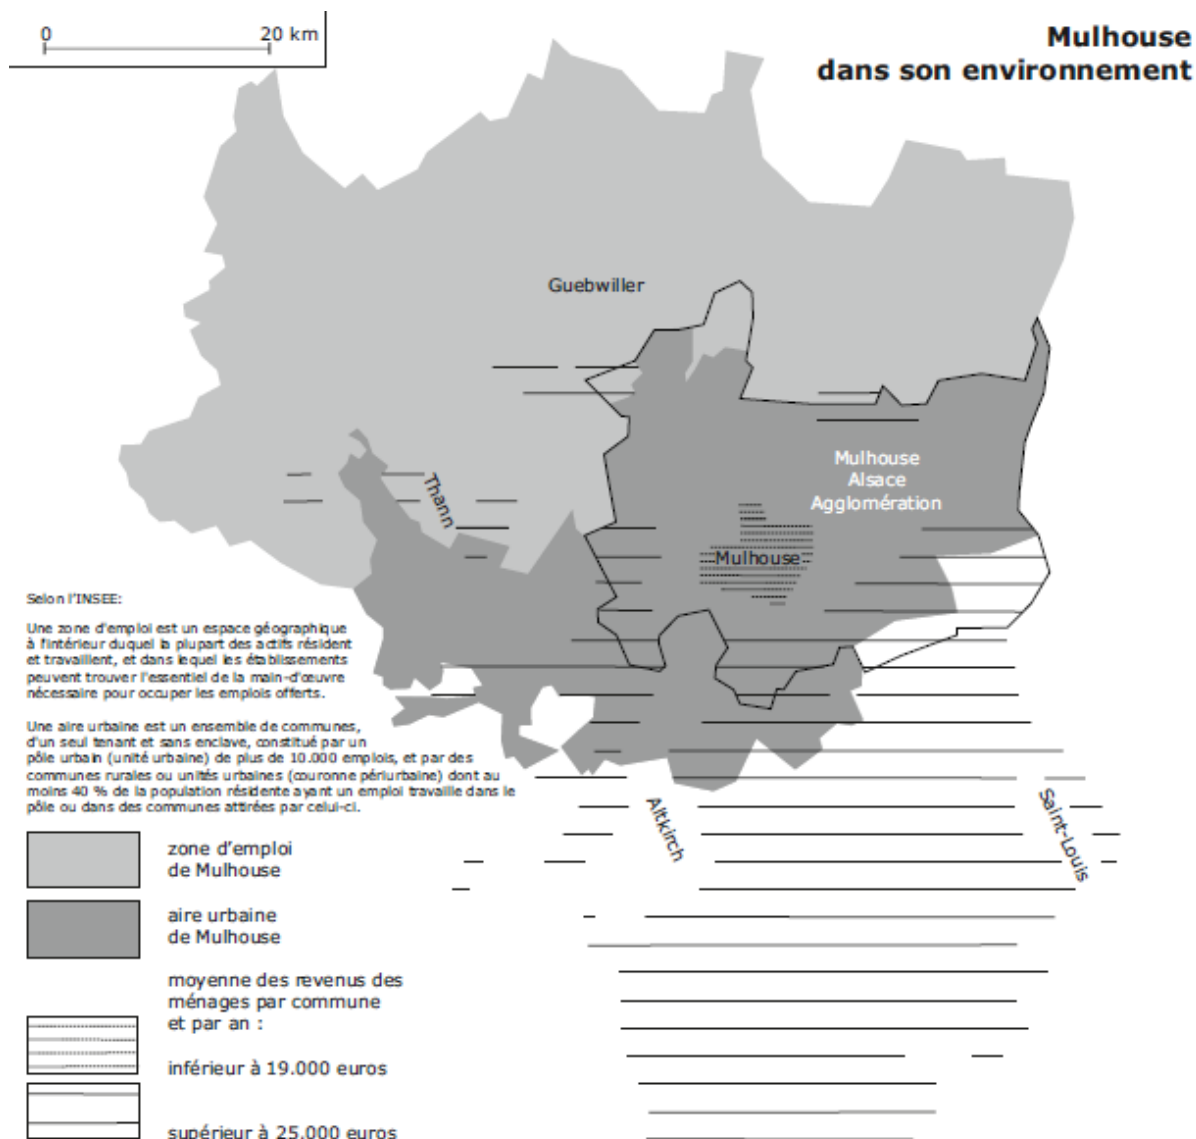 0 20 km
Mulhouse
dans son environnement
Guebwiller
Mulhouse
Alsace
Agglomération
Thann
Mulhouse
Selon l'INSEE:
Une zone d'emploi est un espace géographique
à l'intérieur duquel la plupart des actifs résident
et travaillent, et dans lequel les établissements
peuvent trouver l'essentiel de la main-d'œuvre
nécessaire pour occuper les emplois offerts.
Une aire urbaine est un ensemble de communes,
d'un seul tenant et sans enclave, constitué par un
pôle urbain (unité urbaine) de plus de 10.000 emplois, et par des
communes rurales ou unités urbaines (couronne périurbaine) dont au
moins 40 % de la population résidente ayant un emploi travaille dans le
pôle ou dans des communes attirées par celui-ci.
Altkirch
Saint-Louis
zone d'emploi
de Mulhouse
aire urbaine
de Mulhouse
moyenne des revenus des
ménages par commune
et par an :
inférieur à 19.000 euros
supérieur à 25.000 euros